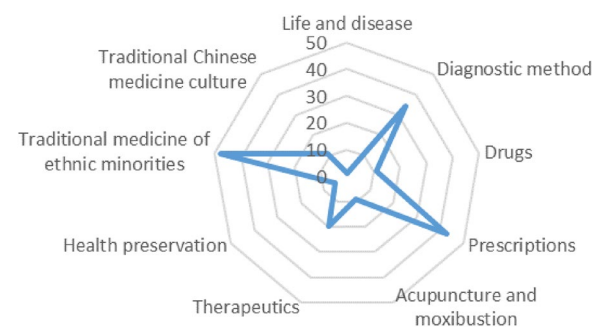 Life and disease
50
40
30
20
10
0
Diagnostic method
Drugs
Prescriptions
Acupuncture and
moxibustion
Therapeutics
Health preservation
Traditional medicine of
ethnic minorities
Traditional Chinese
medicine culture